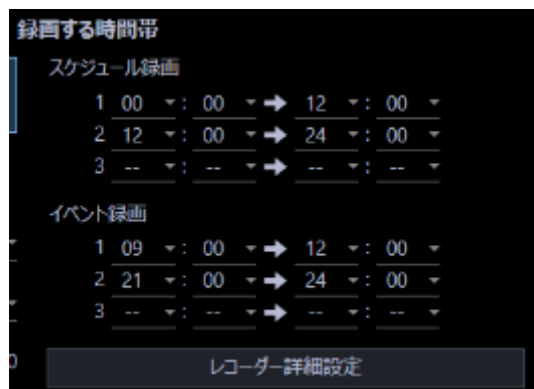 録画する時間帯
スケジュール録画
1 00 : 00 → 12 : 00
2 12 : 00 → 24 : 00
3 -- : -- → -- : --
イベント録画
1 09 : 00 → 12 : 00
2 21 : 00 → 24 : 00
3 -- : -- → -- : --
0
レコーダー詳細設定